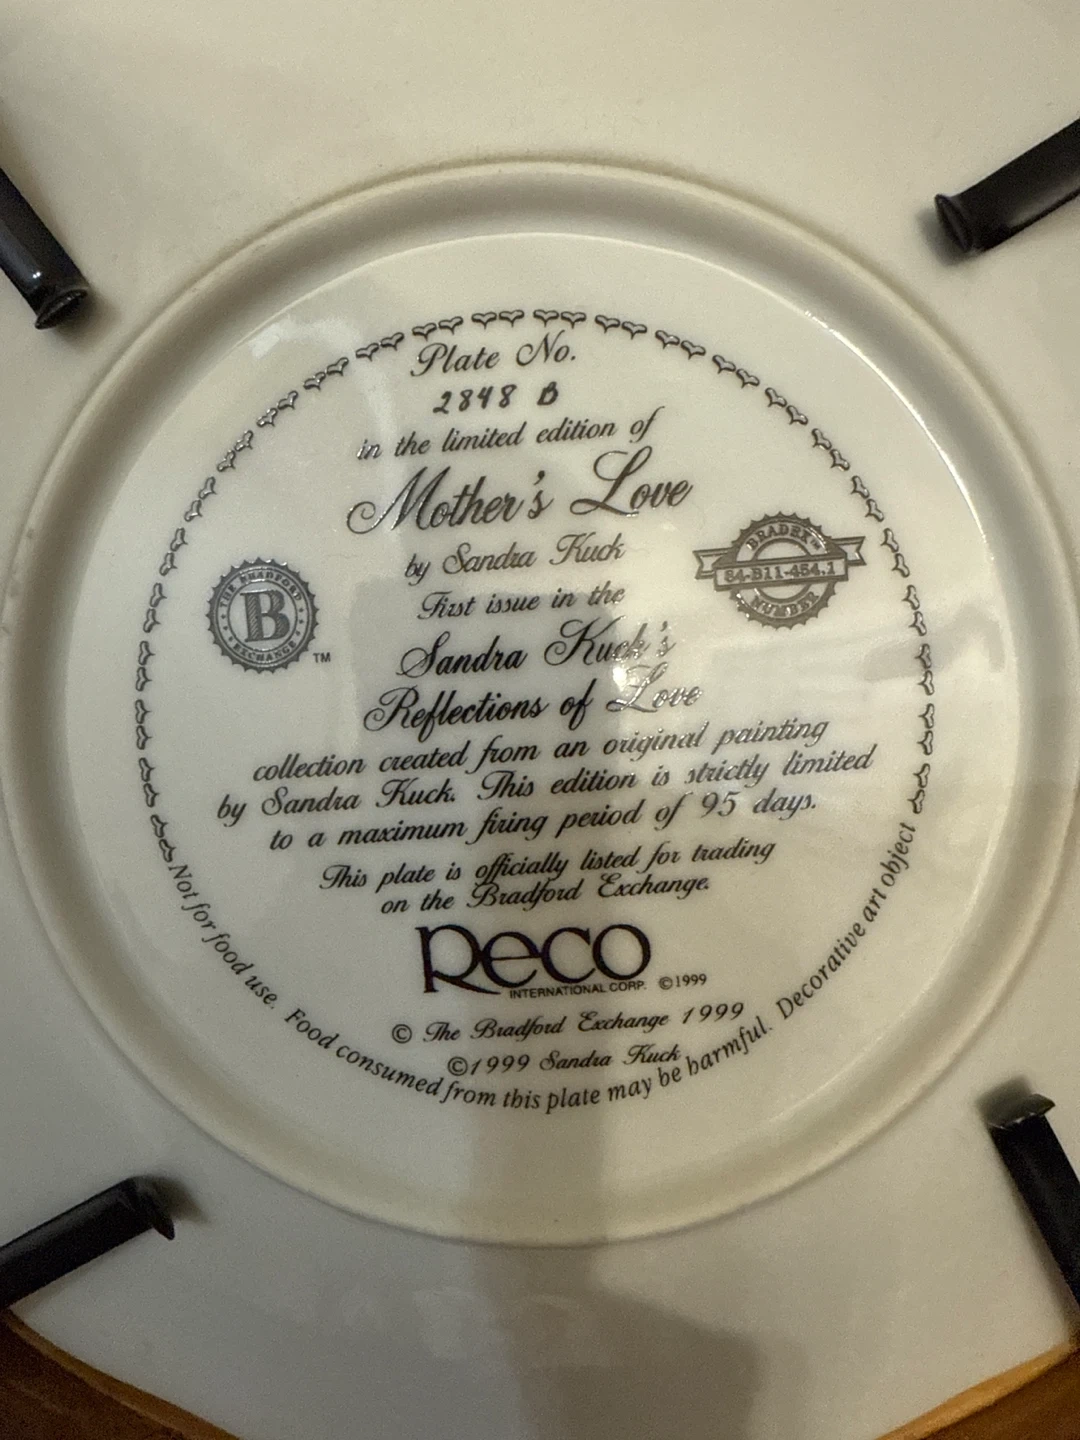 Plate No.
2848 B
in the limited edition of
Mother's Love
by Sandra Kuck
First issue in the
Sandra Kuck's
Reflections of Love
collection created from an original painting
by Sandra Kuck. This edition is strictly limited
to a maximum firing period of 95 days.
This plate is officially listed for trading
on the Bradford Exchange.
Reco
INTERNATIONAL CORP. ©1999
© The Bradford Exchange 1999
©1999 Sandra Kuck
Not for food use. Food consumed from this plate may be harmful. Decorative art object
THE BRADFORD
B
EXCHANGE
TM
BRADEX™
84-B11-454.1
NUMBER